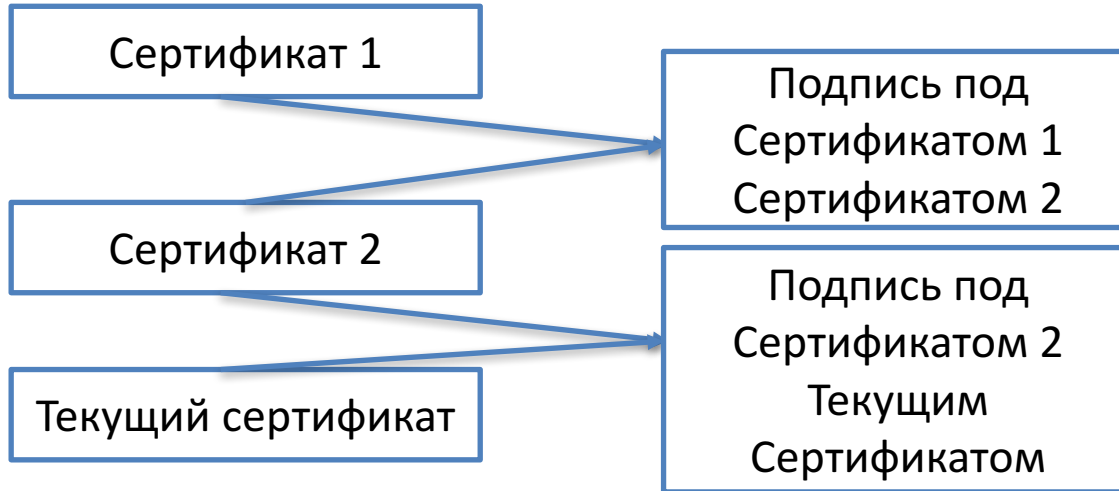 Сертификат 1
Подпись под
Сертификатом 1
Сертификатом 2
Сертификат 2
Подпись под
Сертификатом 2
Текущим
Сертификатом
Текущий сертификат